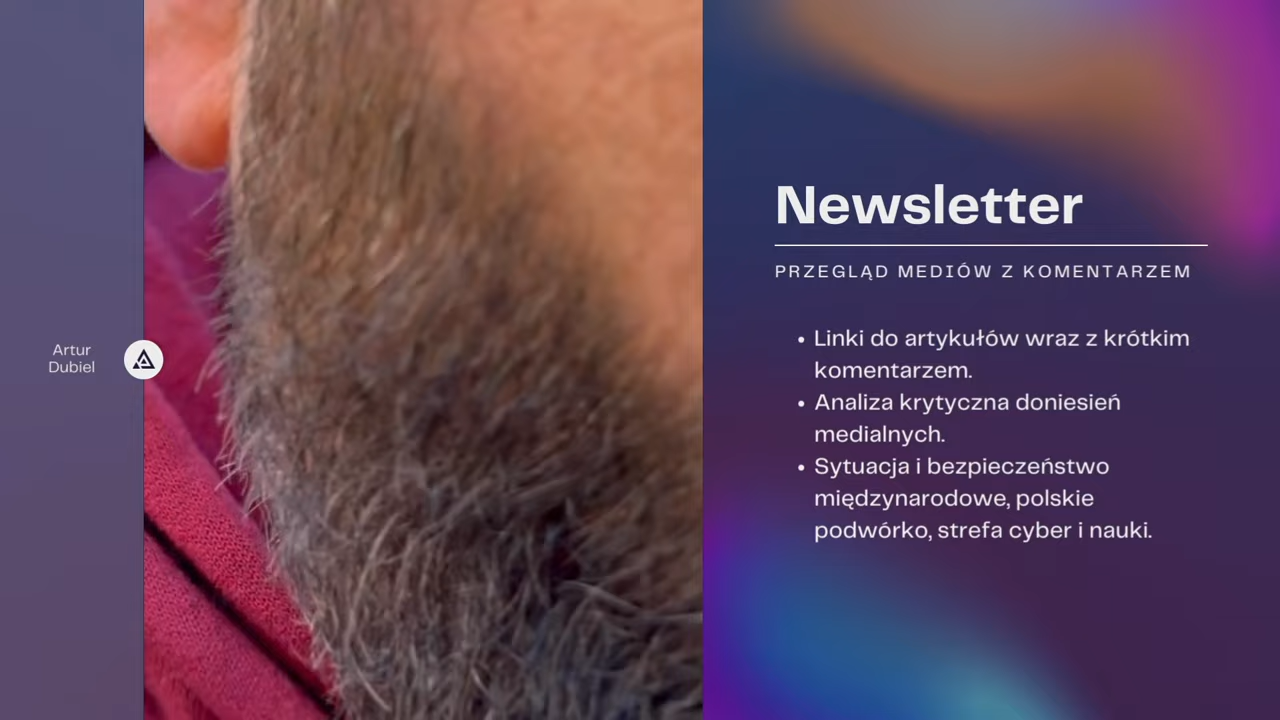 Artur
Dubiel
Newsletter
PRZEGLĄD MEDIÓW Z KOMENTARZEM
• Linki do artykułów wraz z krótkim
komentarzem.
• Analiza krytyczna doniesień
medialnych.
• Sytuacja i bezpieczeństwo
międzynarodowe, polskie
podwórko, strefa cyber i nauki.